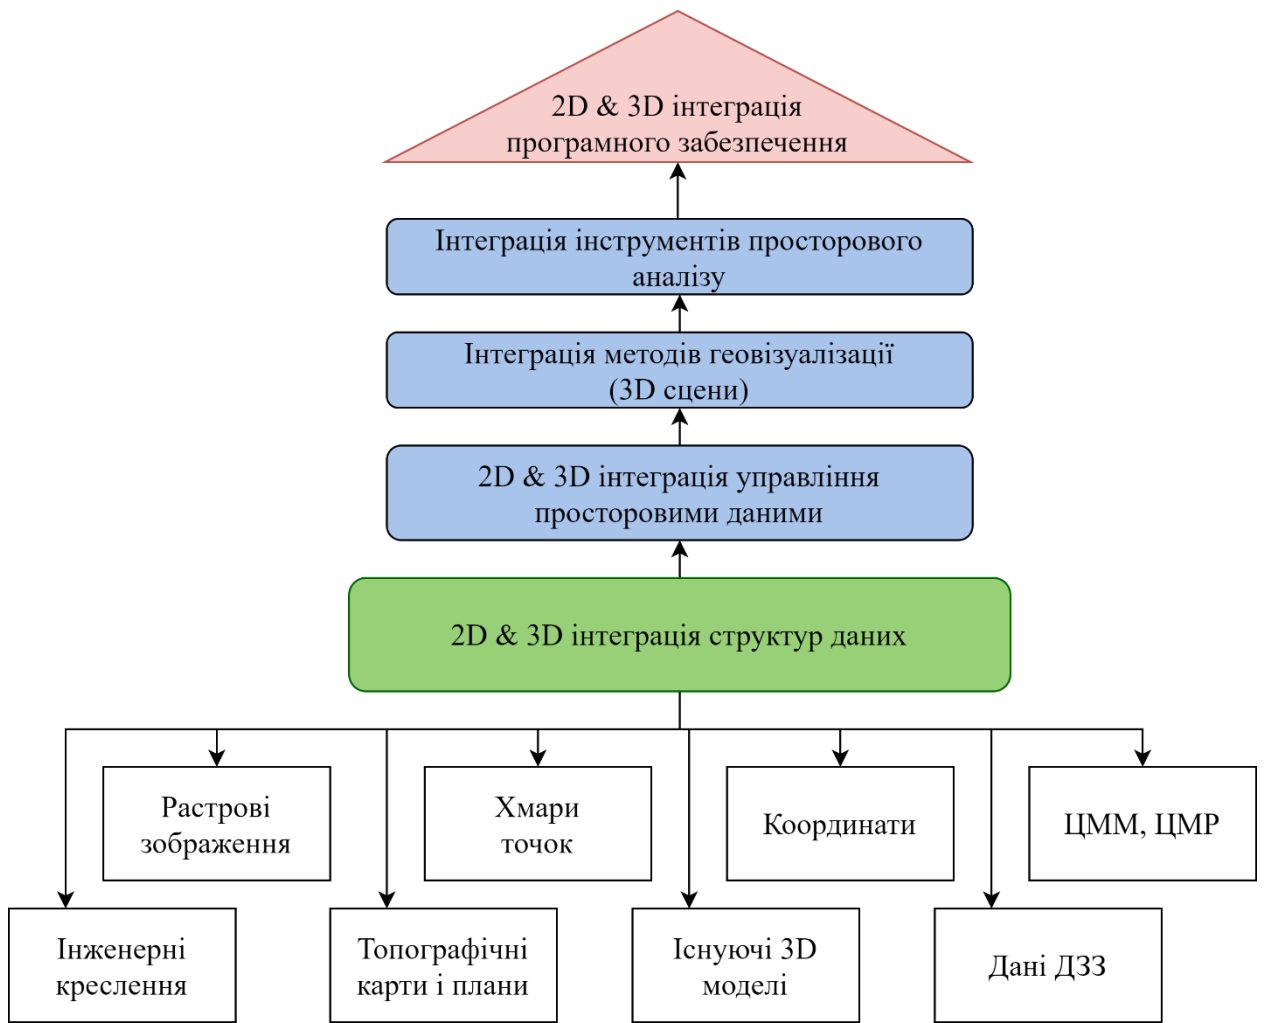 2D & 3D інтеграція
програмного забезпечення
Інтеграція інструментів просторового
аналізу
Інтеграція методів геовізуалізації
(3D сцени)
2D & 3D інтеграція управління
просторовими даними
2D & 3D інтеграція структур даних
Растрові
зображення
Хмари
точок
Координати
ЦММ, ЦМР
Інженерні
креслення
Топографічні
карти і плани
Існуючі 3D
моделі
Дані ДЗЗ